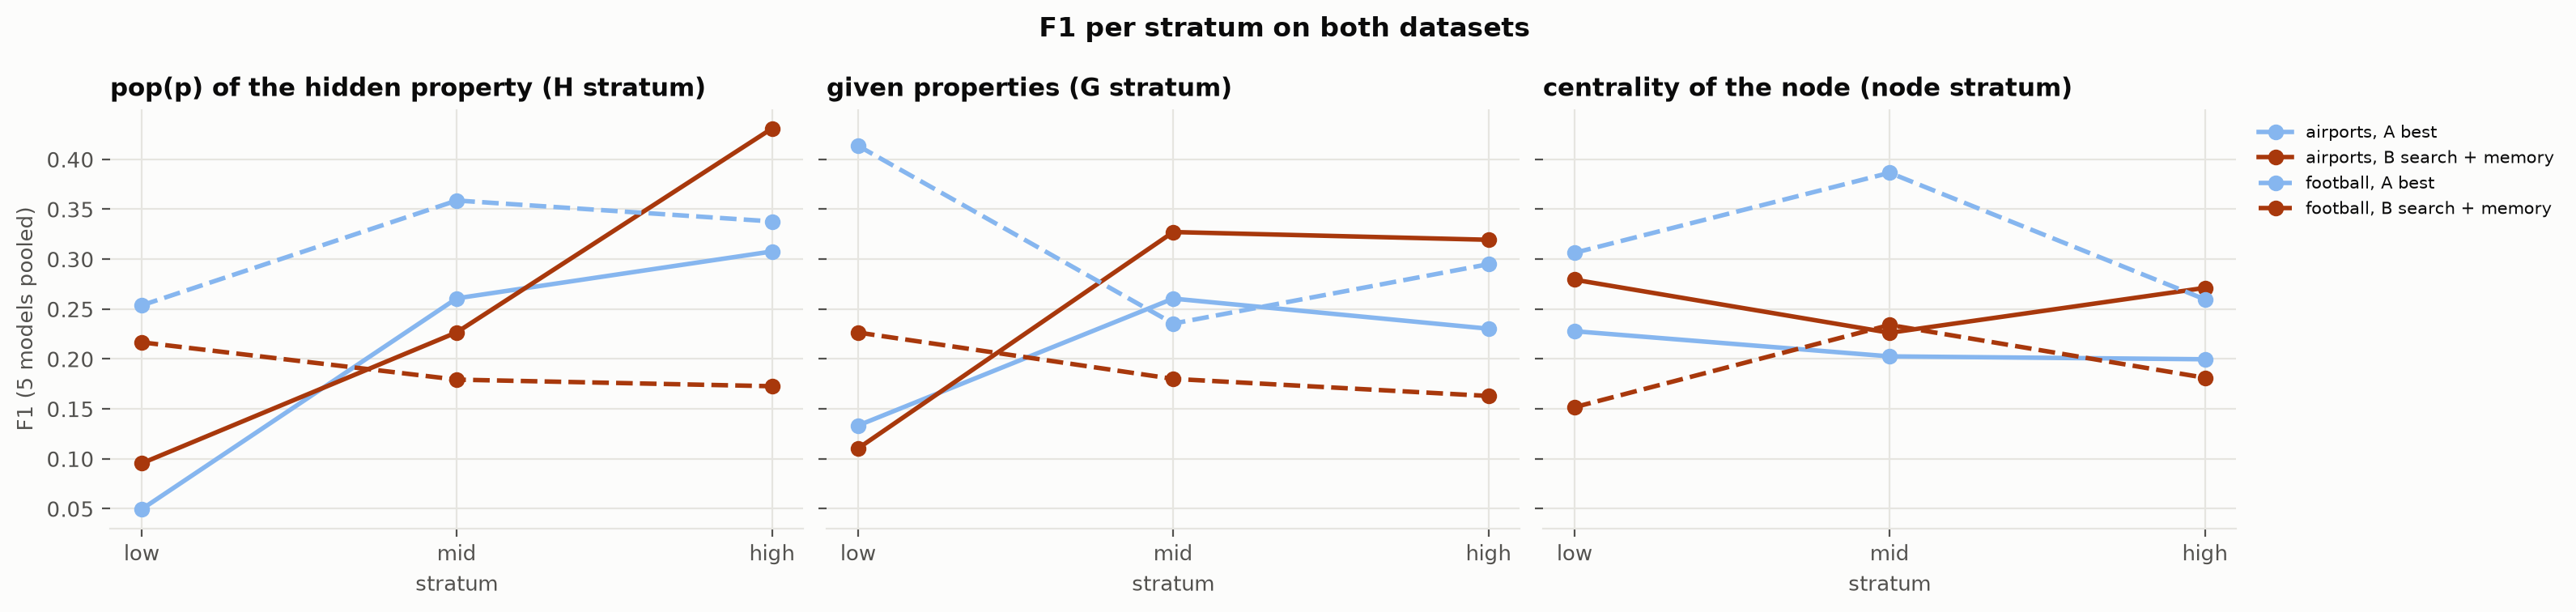 F1 per stratum on both datasets
pop(p) of the hidden property (H stratum)
given properties (G stratum)
centrality of the node (node stratum)
F1 (5 models pooled)
0.40
0.35
0.30
0.25
0.20
0.15
0.10
0.05
low mid high
stratum
low mid high
stratum
low mid high
stratum
airports, A best
airports, B search + memory
football, A best
football, B search + memory